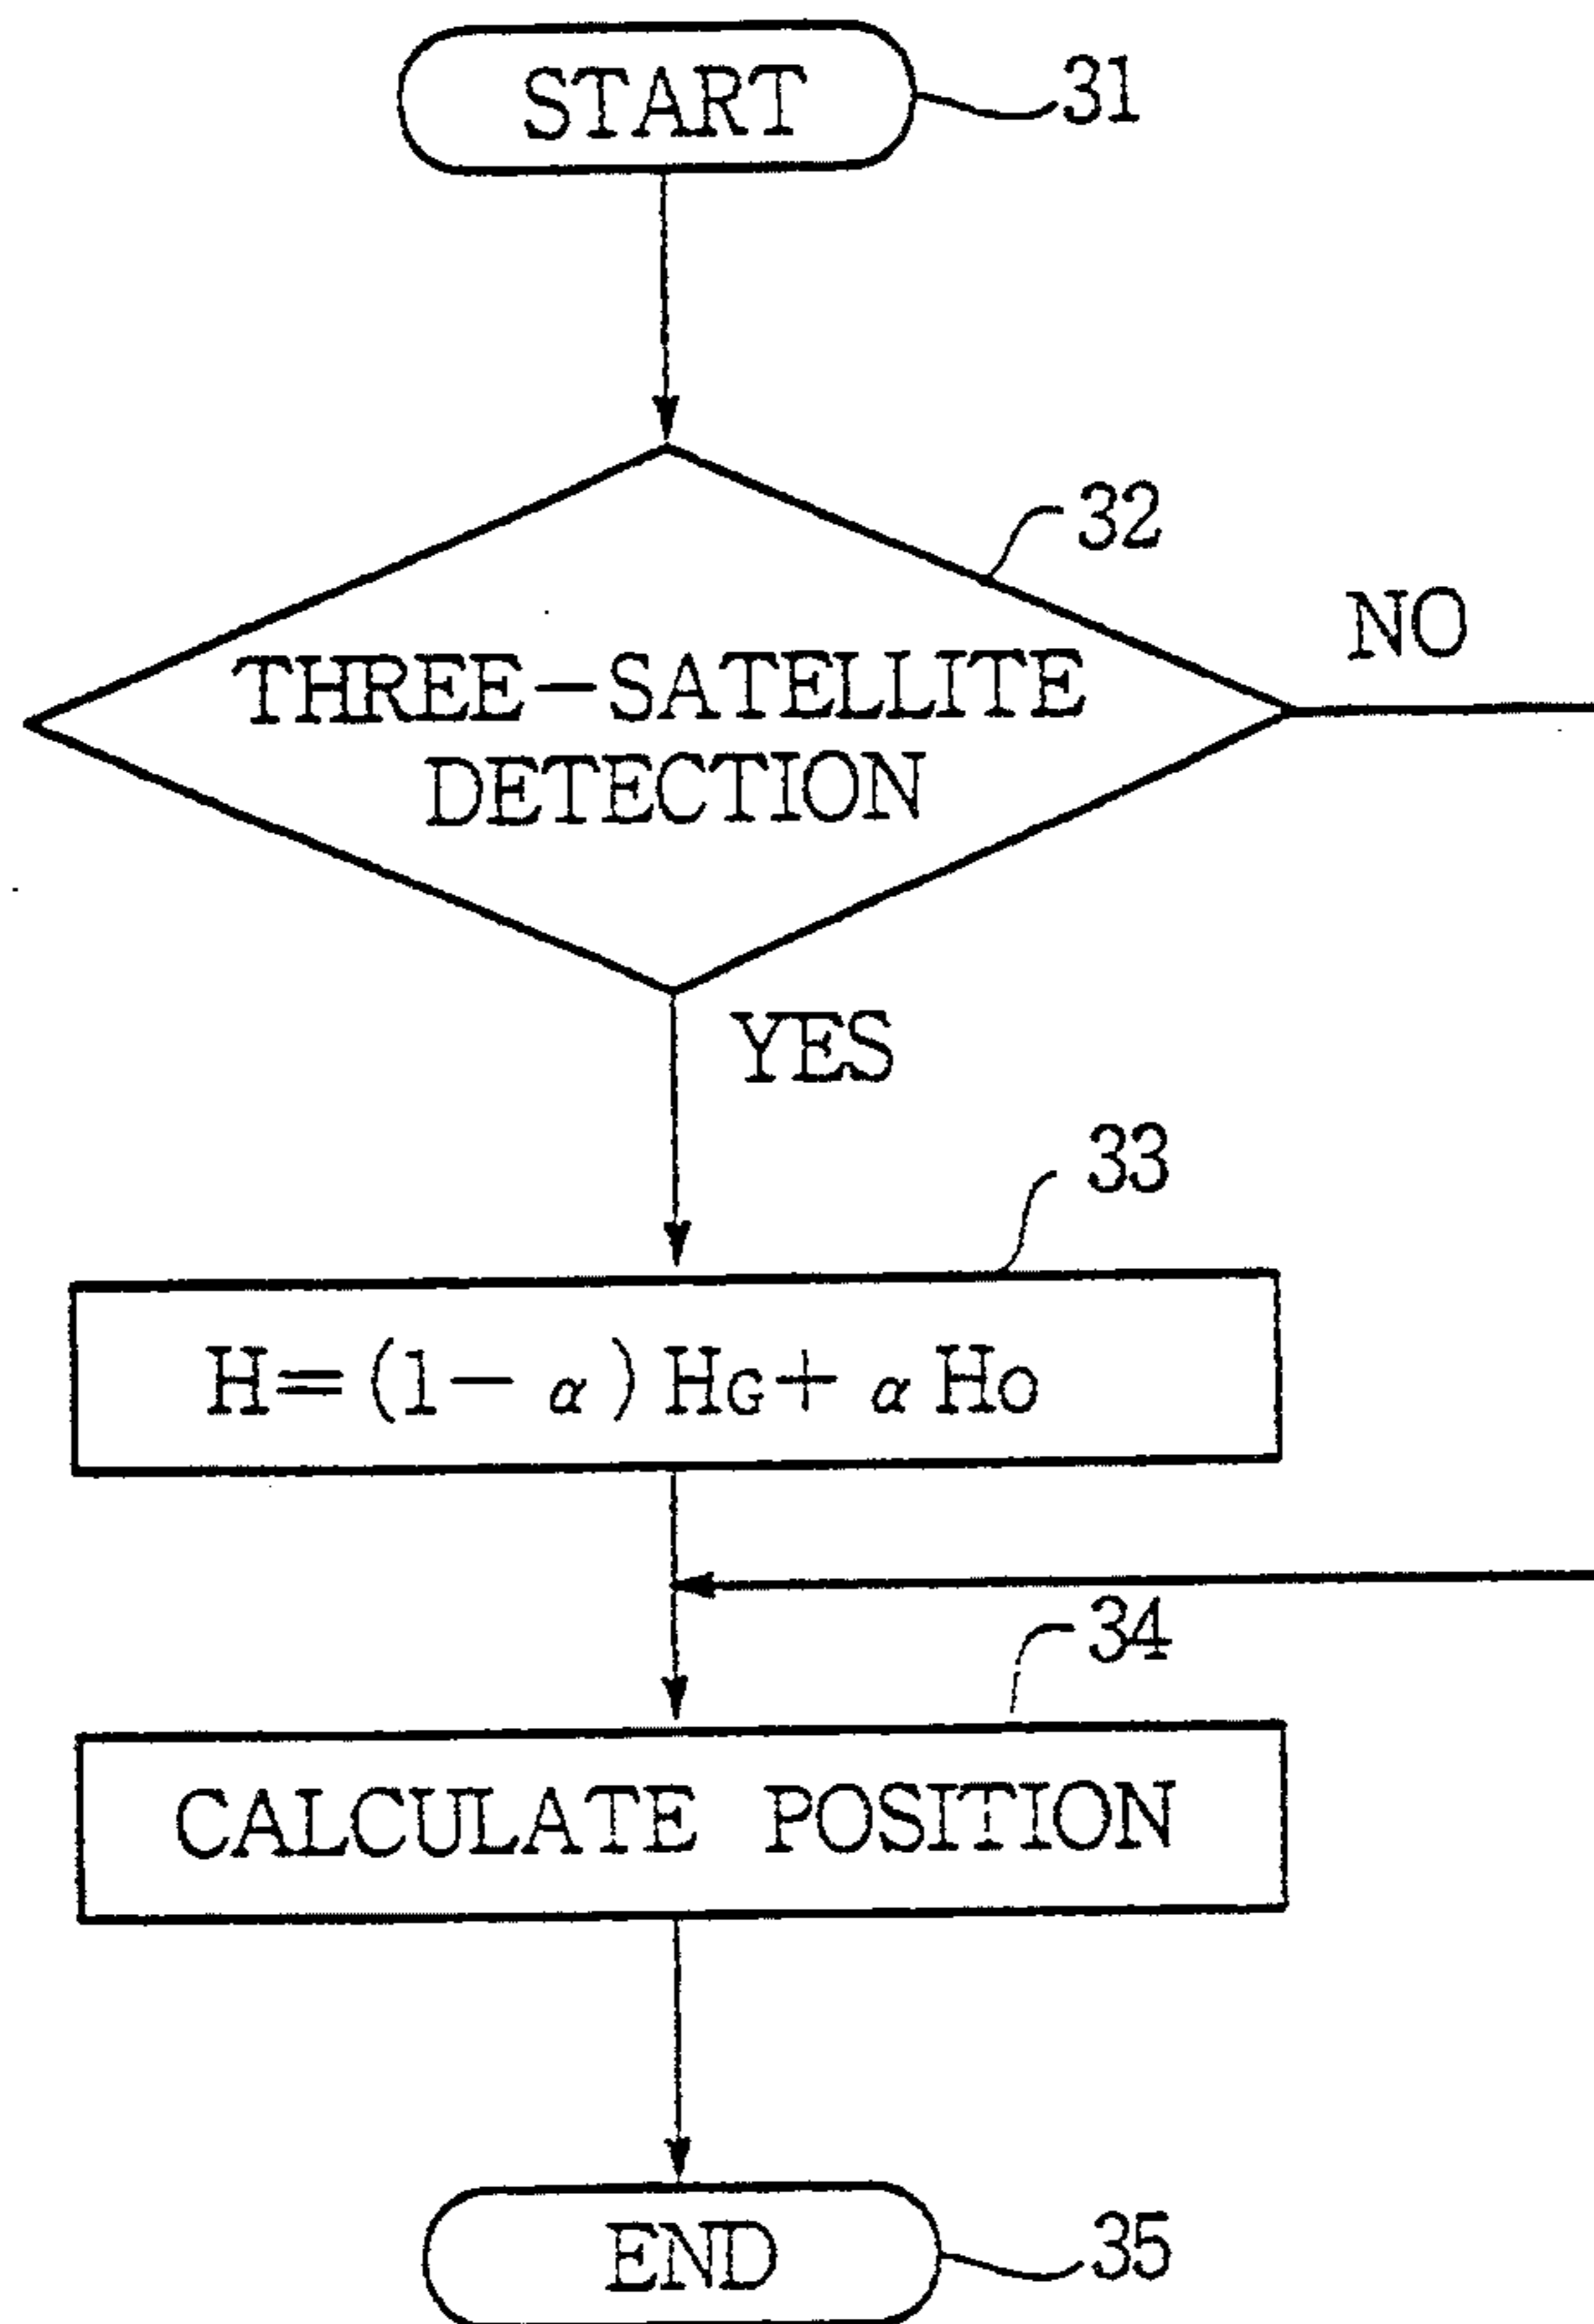 START
31
32
NO
THREE-SATELLITE
DETECTION
YES
33
H=(1-α)HG+αHO
34
CALCULATE POSITION
END
35